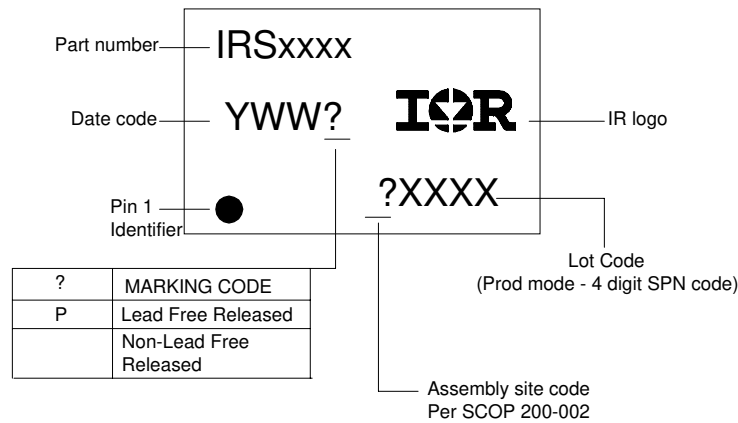 Part number
IRSxxxx
Date code
YWW?
IOR
IR logo
?XXXX
Pin 1
Identifier
Lot Code
(Prod mode - 4 digit SPN code)
? MARKING CODE
P Lead Free Released
Non-Lead Free
Released
Assembly site code
Per SCOP 200-002